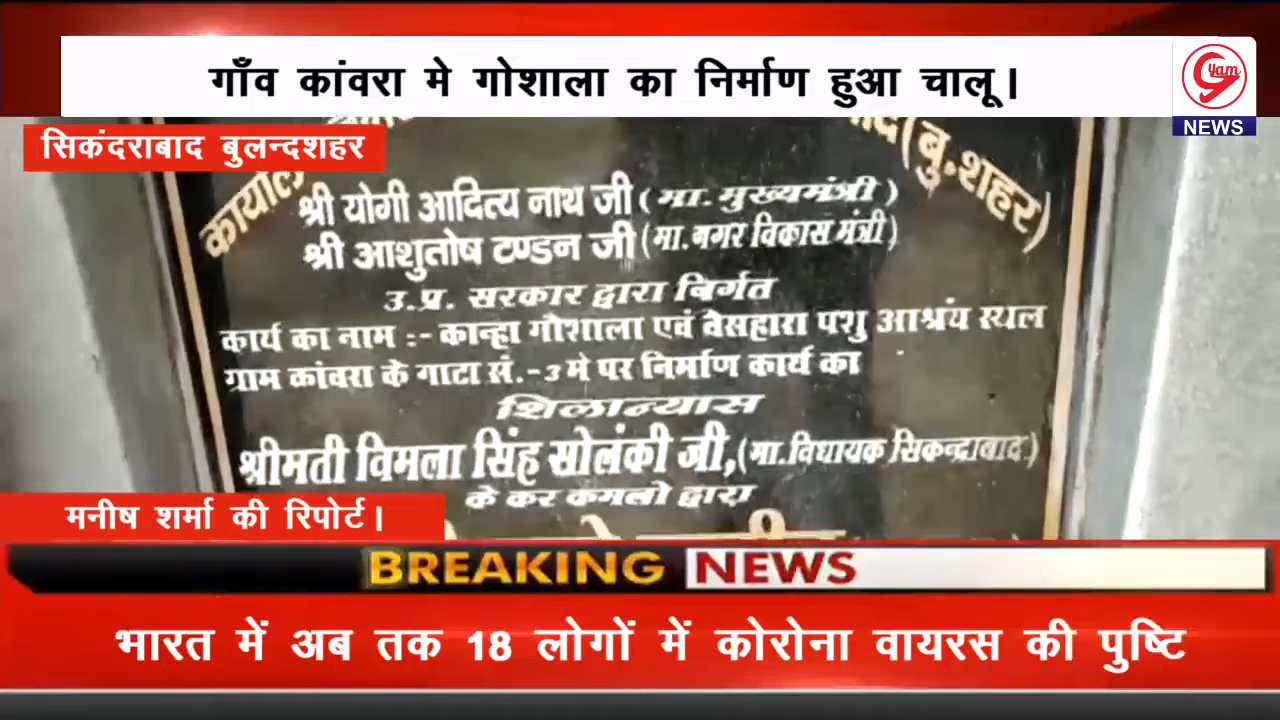 गाँव कांवरा मे गोशाला का निर्माण हुआ चालू।
Gyam
NEWS
सिकंदराबाद बुलन्दशहर
(बु.शहर)
श्री योगी आदित्य नाथ जी (मा.मुख्यमंत्री)
श्री आशुतोष टण्डन जी (मा.नगर विकास मंत्री)
उ.प्र. सरकार द्वारा निर्गत
कार्य का नाम :- कान्हा गौशाला एवं वेसहारा पशु आश्रंय स्थल
ग्राम कांवरा के गाटा सं.-3 मे पर निर्माण कार्य का
शिलान्यास
श्रीमती विमला सिंह सोलंकी जी,(मा.विधायक सिकन्द्राबाद.)
के कर कमलो द्वारा
मनीष शर्मा की रिपोर्ट।
BREAKING NEWS
भारत में अब तक 18 लोगों में कोरोना वायरस की पुष्टि